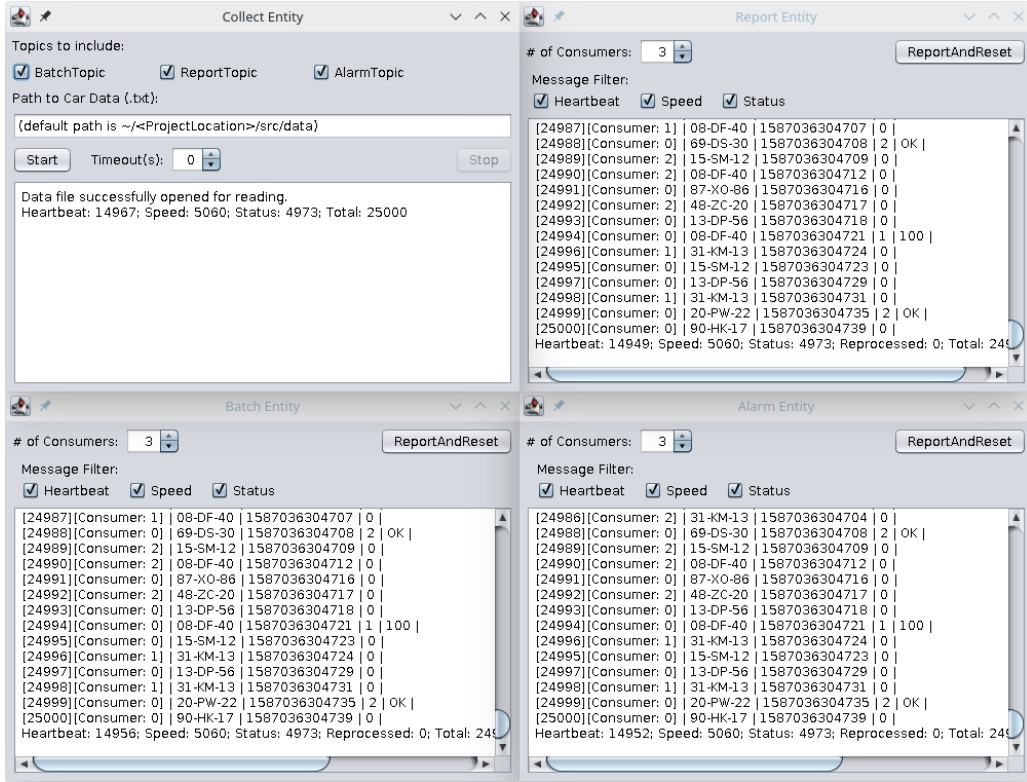 Collect Entity
Topics to include:
BatchTopic ReportTopic AlarmTopic
Path to Car Data (.txt):
(default path is ~/<ProjectLocation>/src/data)
Start Timeout(s): 0 Stop
Data file successfully opened for reading.
Heartbeat: 14967; Speed: 5060; Status: 4973; Total: 25000
Report Entity
# of Consumers: 3 ReportAndReset
Message Filter:
Heartbeat Speed Status
[24987][Consumer: 1] | 08-DF-40 | 1587036304707 | 0 |
[24988][Consumer: 0] | 69-DS-30 | 1587036304708 | 2 | OK |
[24989][Consumer: 2] | 15-SM-12 | 1587036304709 | 0 |
[24990][Consumer: 2] | 08-DF-40 | 1587036304712 | 0 |
[24991][Consumer: 0] | 87-XO-86 | 1587036304716 | 0 |
[24992][Consumer: 2] | 48-ZC-20 | 1587036304717 | 0 |
[24993][Consumer: 0] | 13-DP-56 | 1587036304718 | 0 |
[24994][Consumer: 0] | 08-DF-40 | 1587036304721 | 1 | 100 |
[24996][Consumer: 1] | 31-KM-13 | 1587036304724 | 0 |
[24995][Consumer: 0] | 15-SM-12 | 1587036304723 | 0 |
[24997][Consumer: 0] | 13-DP-56 | 1587036304729 | 0 |
[24998][Consumer: 1] | 31-KM-13 | 1587036304731 | 0 |
[24999][Consumer: 0] | 20-PW-22 | 1587036304735 | 2 | OK |
[25000][Consumer: 0] | 90-HK-17 | 1587036304739 | 0 |
Heartbeat: 14949; Speed: 5060; Status: 4973; Reprocessed: 0; Total: 249
Batch Entity
# of Consumers: 3 ReportAndReset
Message Filter:
Heartbeat Speed Status
[24987][Consumer: 1] | 08-DF-40 | 1587036304707 | 0 |
[24988][Consumer: 0] | 69-DS-30 | 1587036304708 | 2 | OK |
[24989][Consumer: 2] | 15-SM-12 | 1587036304709 | 0 |
[24990][Consumer: 2] | 08-DF-40 | 1587036304712 | 0 |
[24991][Consumer: 0] | 87-XO-86 | 1587036304716 | 0 |
[24992][Consumer: 2] | 48-ZC-20 | 1587036304717 | 0 |
[24993][Consumer: 0] | 13-DP-56 | 1587036304718 | 0 |
[24994][Consumer: 0] | 08-DF-40 | 1587036304721 | 1 | 100 |
[24995][Consumer: 0] | 15-SM-12 | 1587036304723 | 0 |
[24996][Consumer: 1] | 31-KM-13 | 1587036304724 | 0 |
[24997][Consumer: 0] | 13-DP-56 | 1587036304729 | 0 |
[24998][Consumer: 1] | 31-KM-13 | 1587036304731 | 0 |
[24999][Consumer: 0] | 20-PW-22 | 1587036304735 | 2 | OK |
[25000][Consumer: 0] | 90-HK-17 | 1587036304739 | 0 |
Heartbeat: 14956; Speed: 5060; Status: 4973; Reprocessed: 0; Total: 249
Alarm Entity
# of Consumers: 3 ReportAndReset
Message Filter:
Heartbeat Speed Status
[24986][Consumer: 2] | 31-KM-13 | 1587036304704 | 0 |
[24988][Consumer: 0] | 69-DS-30 | 1587036304708 | 2 | OK |
[24989][Consumer: 2] | 15-SM-12 | 1587036304709 | 0 |
[24990][Consumer: 2] | 08-DF-40 | 1587036304712 | 0 |
[24991][Consumer: 0] | 87-XO-86 | 1587036304716 | 0 |
[24992][Consumer: 2] | 48-ZC-20 | 1587036304717 | 0 |
[24993][Consumer: 0] | 13-DP-56 | 1587036304718 | 0 |
[24994][Consumer: 0] | 08-DF-40 | 1587036304721 | 1 | 100 |
[24996][Consumer: 1] | 31-KM-13 | 1587036304724 | 0 |
[24995][Consumer: 0] | 15-SM-12 | 1587036304723 | 0 |
[24997][Consumer: 0] | 13-DP-56 | 1587036304729 | 0 |
[24998][Consumer: 1] | 31-KM-13 | 1587036304731 | 0 |
[24999][Consumer: 0] | 20-PW-22 | 1587036304735 | 2 | OK |
[25000][Consumer: 0] | 90-HK-17 | 1587036304739 | 0 |
Heartbeat: 14952; Speed: 5060; Status: 4973; Reprocessed: 0; Total: 249